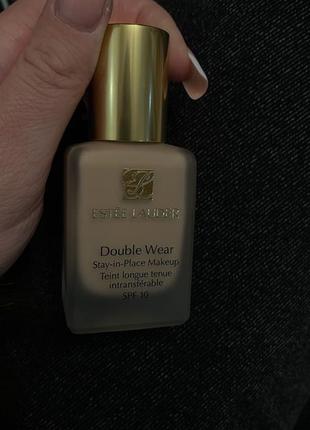 ESTĒE LAUDER
Double Wear
Stay-in-Place Makeup
Teint longue tenue
intransférable
SPF 10